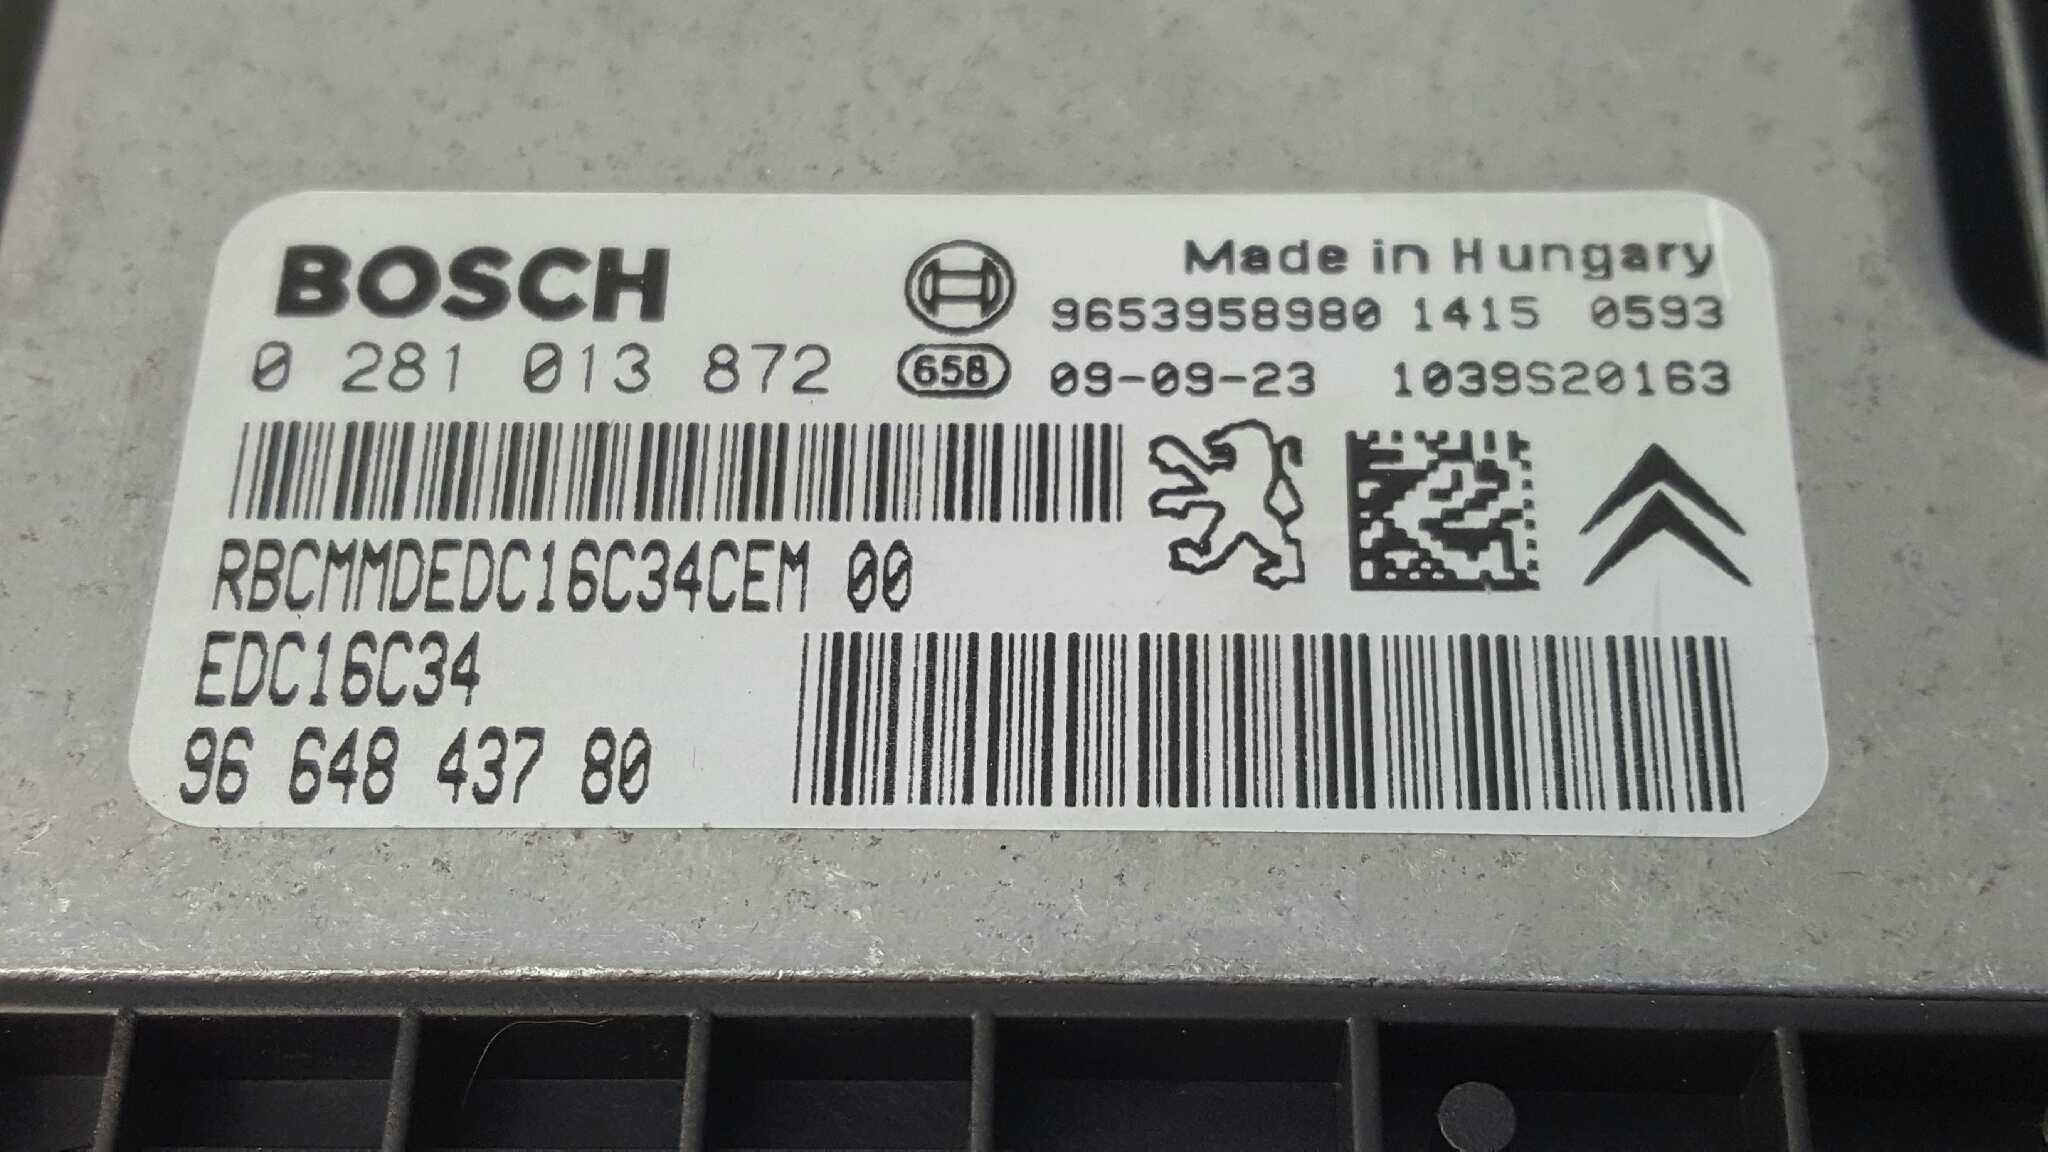 BOSCH
Made in Hungary
9653958980 1415 0593
0 281 013 872
658
09-09-23 1039S20163
RBCMMDEDC16C34CEM 00
EDC16C34
96 648 437 80